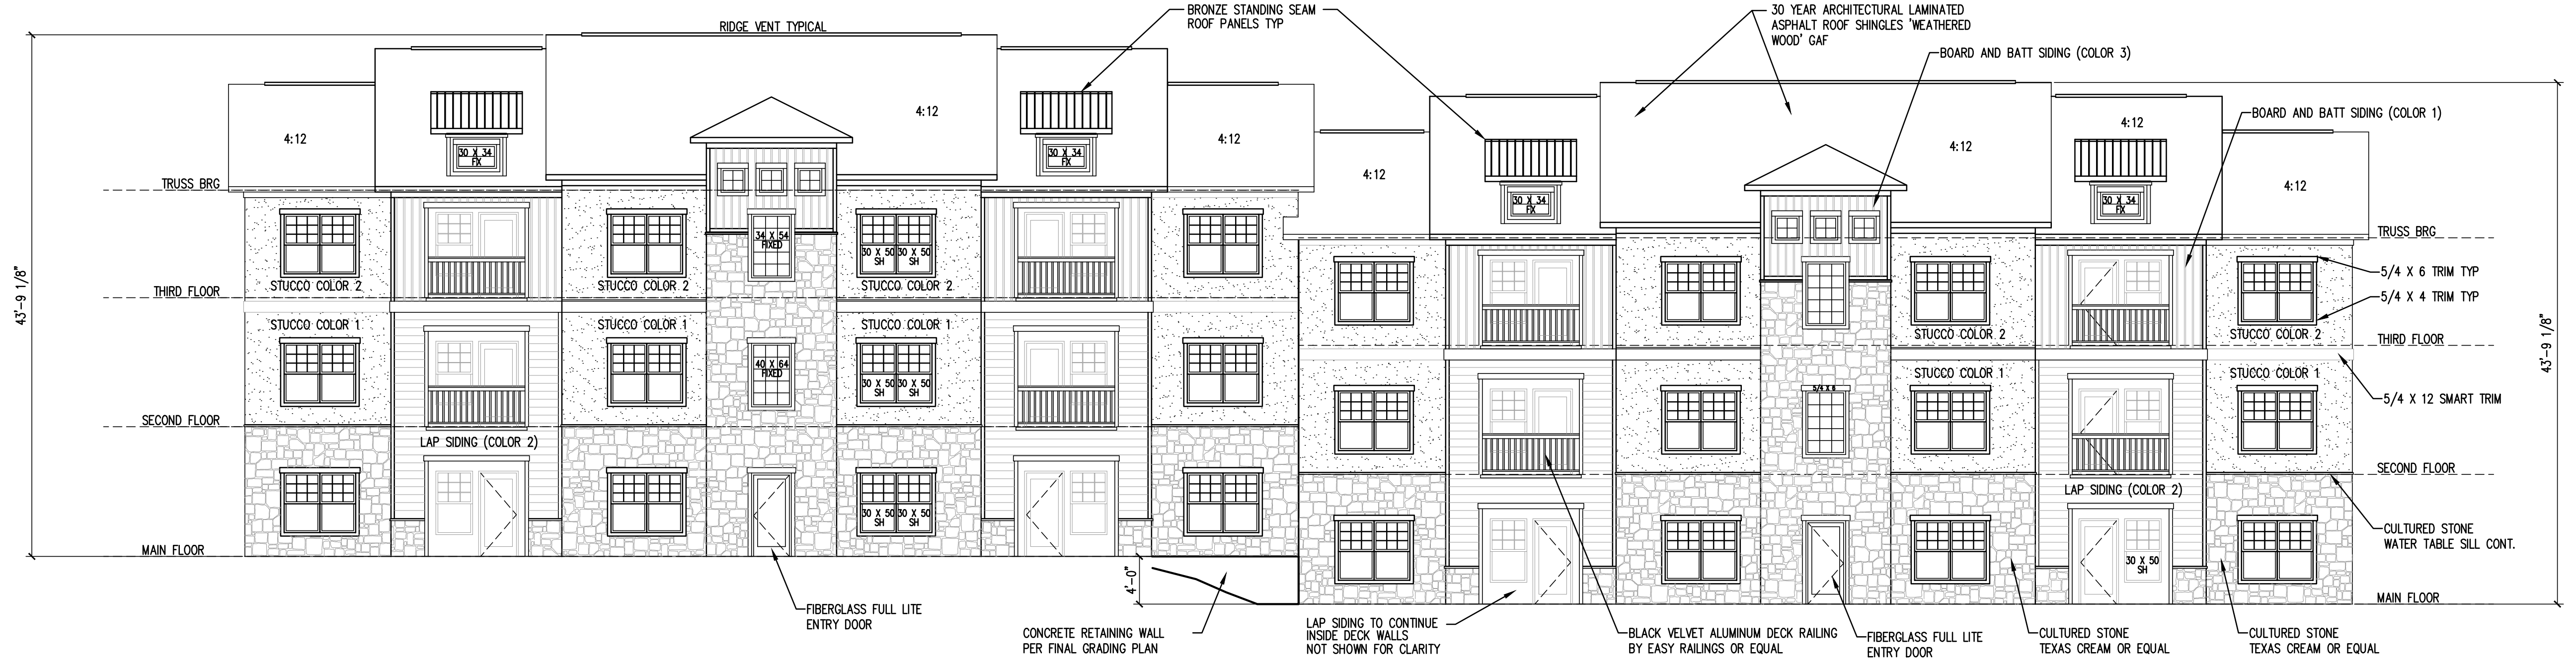 RIDGE VENT TYPICAL
BRONZE STANDING SEAM
ROOF PANELS TYP
30 YEAR ARCHITECTURAL LAMINATED
ASPHALT ROOF SHINGLES 'WEATHERED
WOOD' GAF
BOARD AND BATT SIDING (COLOR 3)
BOARD AND BATT SIDING (COLOR 1)
4:12
4:12
4:12
4:12
4:12
4:12
4:12
30 X 34
FX
30 X 34
FX
30 X 34
FX
30 X 34
FX
TRUSS BRG
THIRD FLOOR
SECOND FLOOR
MAIN FLOOR
43'-9 1/8"
34 X 54
FIXED
30 X 50 30 X 50
SH
STUCCO COLOR 2
STUCCO COLOR 2
STUCCO COLOR 2
STUCCO COLOR 1
STUCCO COLOR 1
STUCCO COLOR 1
40 X 64
FIXED
30 X 50 30 X 50
SH
LAP SIDING (COLOR 2)
30 X 50 30 X 50
SH
FIBERGLASS FULL LITE
ENTRY DOOR
4'-0"
CONCRETE RETAINING WALL
PER FINAL GRADING PLAN
LAP SIDING TO CONTINUE
INSIDE DECK WALLS
NOT SHOWN FOR CLARITY
BLACK VELVET ALUMINUM DECK RAILING
BY EASY RAILINGS OR EQUAL
FIBERGLASS FULL LITE
ENTRY DOOR
CULTURED STONE
TEXAS CREAM OR EQUAL
CULTURED STONE
TEXAS CREAM OR EQUAL
5/4 X 6
STUCCO COLOR 2
STUCCO COLOR 2
STUCCO COLOR 1
STUCCO COLOR 1
LAP SIDING (COLOR 2)
30 X 50
SH
TRUSS BRG
5/4 X 6 TRIM TYP
5/4 X 4 TRIM TYP
THIRD FLOOR
5/4 X 12 SMART TRIM
SECOND FLOOR
CULTURED STONE
WATER TABLE SILL CONT.
MAIN FLOOR
43'-9 1/8"